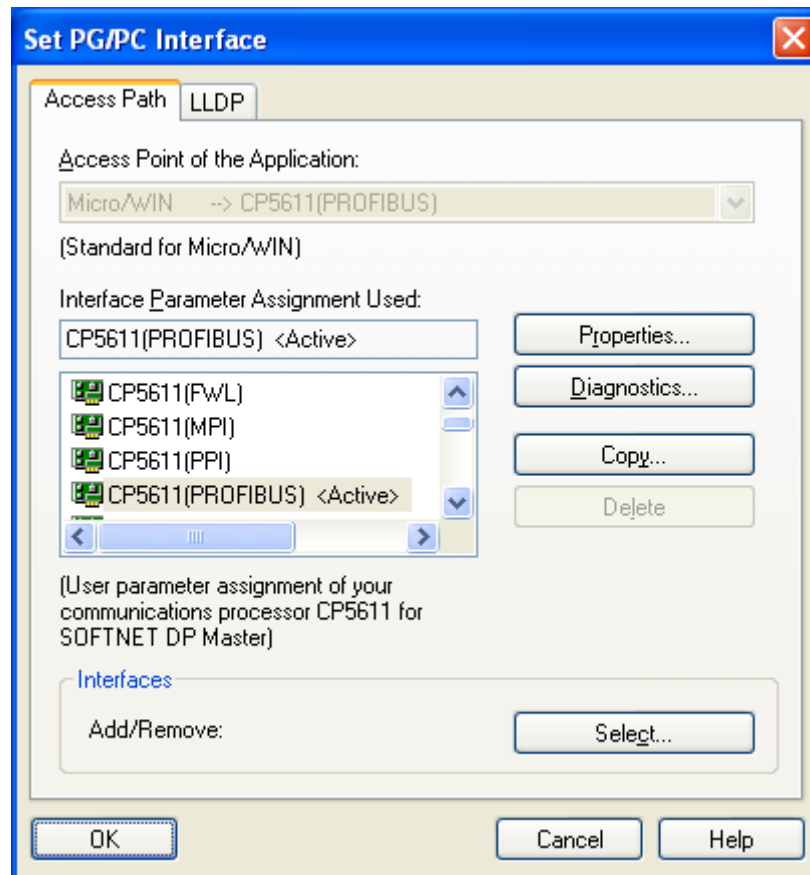 Set PG/PC Interface
Access Path
LLDP
Access Point of the Application:
Micro/WIN --> CP5611(PROFIBUS)
(Standard for Micro/WIN)
Interface Parameter Assignment Used:
CP5611(PROFIBUS) <Active>
Properties...
CP5611(FWL)
CP5611(MPI)
CP5611(PPI)
CP5611(PROFIBUS) <Active>
Diagnostics...
Copy...
Delete
(User parameter assignment of your
communications processor CP5611 for
SOFTNET DP Master)
Interfaces
Add/Remove:
Select...
OK
Cancel
Help